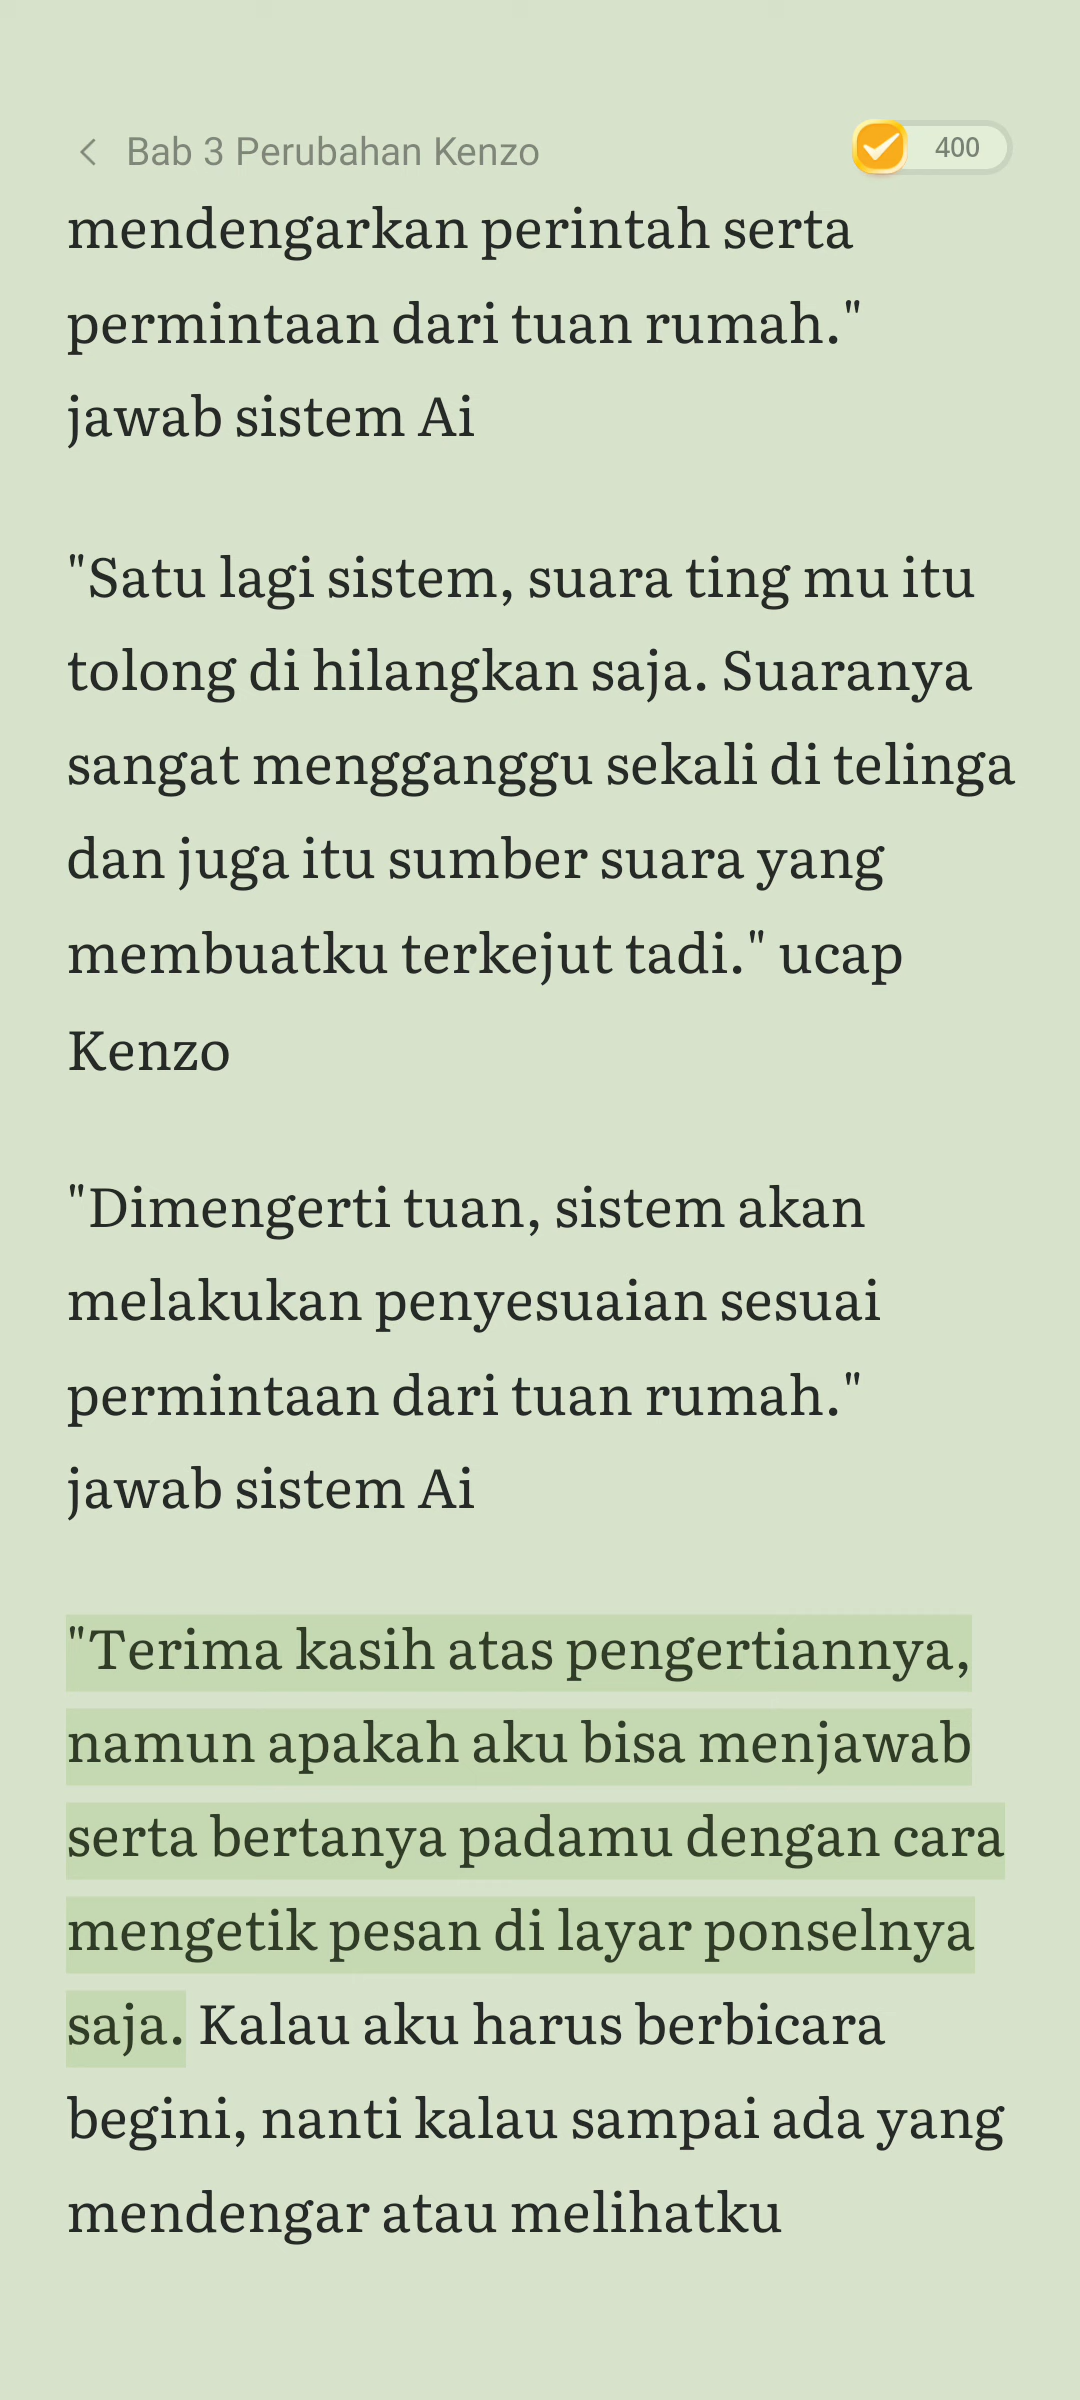 Bab 3 Perubahan Kenzo
400
mendengarkan perintah serta
permintaan dari tuan rumah."
jawab sistem Ai
"Satu lagi sistem, suara ting mu itu
tolong di hilangkan saja. Suaranya
sangat mengganggu sekali di telinga
dan juga itu sumber suara yang
membuatku terkejut tadi." ucap
Kenzo
"Dimengerti tuan, sistem akan
melakukan penyesuaian sesuai
permintaan dari tuan rumah."
jawab sistem Ai
"Terima kasih atas pengertiannya,
namun apakah aku bisa menjawab
serta bertanya padamu dengan cara
mengetik pesan di layar ponselnya
saja. Kalau aku harus berbicara
begini, nanti kalau sampai ada yang
mendengar atau melihatku